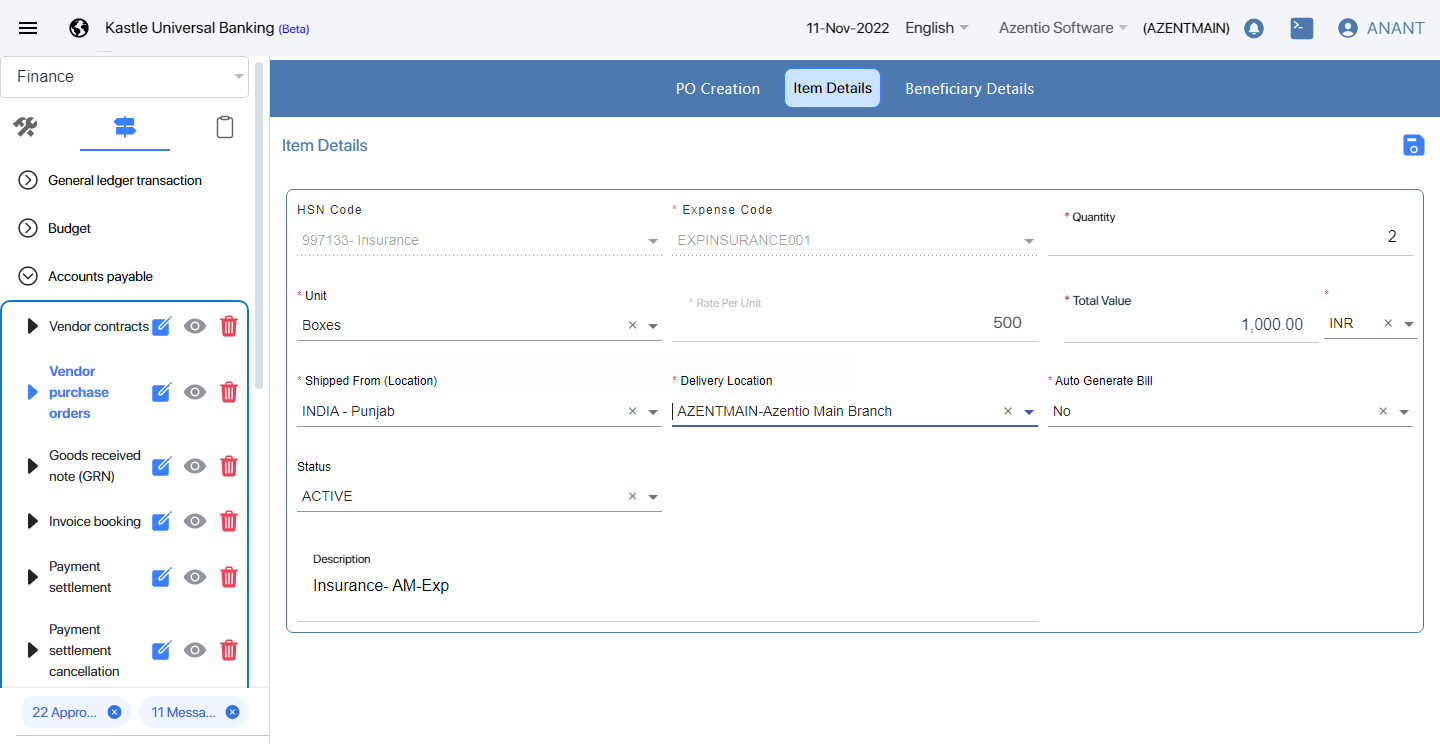 Kastle Universal Banking (Beta)
11-Nov-2022 English Azentio Software (AZENTMAIN) ANANT
Finance
General ledger transaction
Budget
Accounts payable
Vendor contracts
Vendor
purchase
orders
Goods received
note (GRN)
Invoice booking
Payment
settlement
Payment
settlement
cancellation
22 Appro...
11 Messa...
PO Creation Item Details Beneficiary Details
Item Details
HSN Code
997133- Insurance
* Expense Code
EXPINSURANCE001
* Quantity
2
* Unit
Boxes
* Rate Per Unit
500
* Total Value
1,000.00
*
INR
* Shipped From (Location)
INDIA - Punjab
* Delivery Location
AZENTMAIN-Azentio Main Branch
* Auto Generate Bill
No
Status
ACTIVE
Description
Insurance- AM-Exp